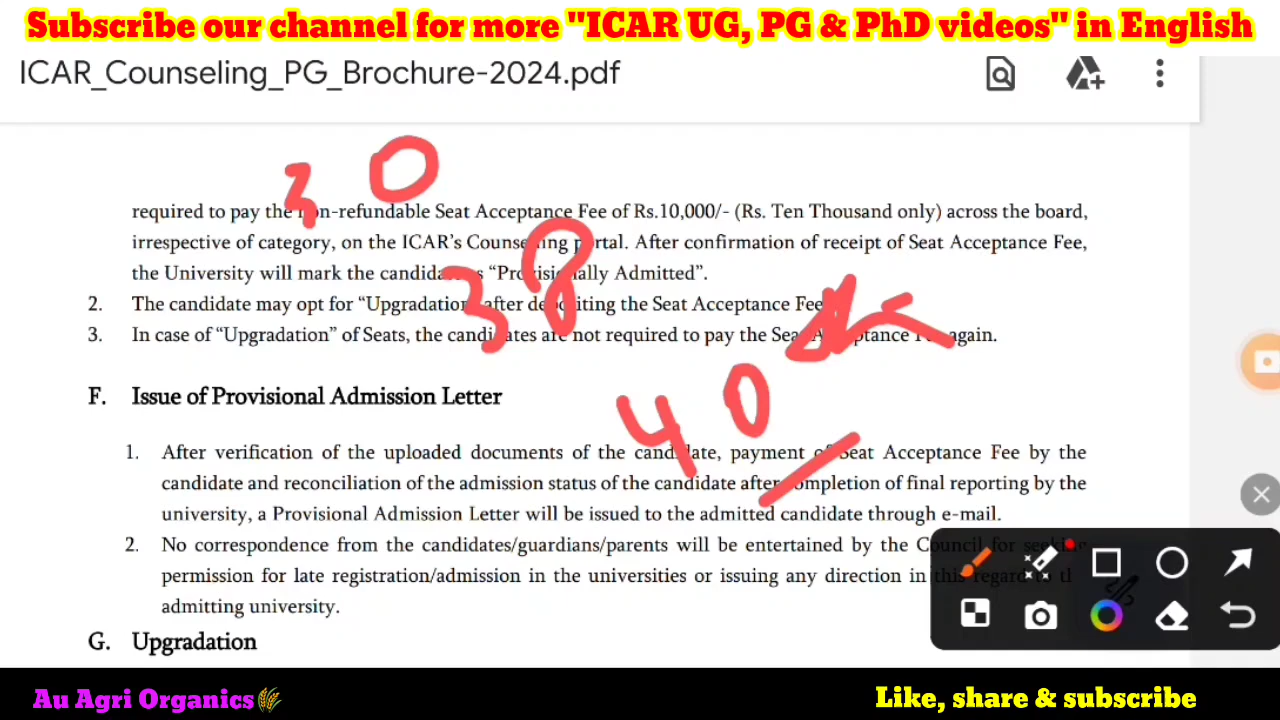 Subscribe our channel for more "ICAR UG, PG & PhD videos" in English
ICAR_Counseling_PG_Brochure-2024.pdf
30
required to pay the non-refundable Seat Acceptance Fee of Rs.10,000/- (Rs. Ten Thousand only) across the board,
irrespective of category, on the ICAR's Counselling portal. After confirmation of receipt of Seat Acceptance Fee,
the University will mark the candidate as “Provisionally Admitted”.
38
2. The candidate may opt for “Upgradation” after depositing the Seat Acceptance Fee
3. In case of “Upgradation” of Seats, the candidates are not required to pay the Seat Acceptance Fee again.
40
F. Issue of Provisional Admission Letter
1. After verification of the uploaded documents of the candidate, payment of Seat Acceptance Fee by the
candidate and reconciliation of the admission status of the candidate after completion of final reporting by the
university, a Provisional Admission Letter will be issued to the admitted candidate through e-mail.
2. No correspondence from the candidates/guardians/parents will be entertained by the Council for seeking
permission for late registration/admission in the universities or issuing any direction in this regard to the
admitting university.
G. Upgradation
Au Agri Organics🌾
Like, share & subscribe